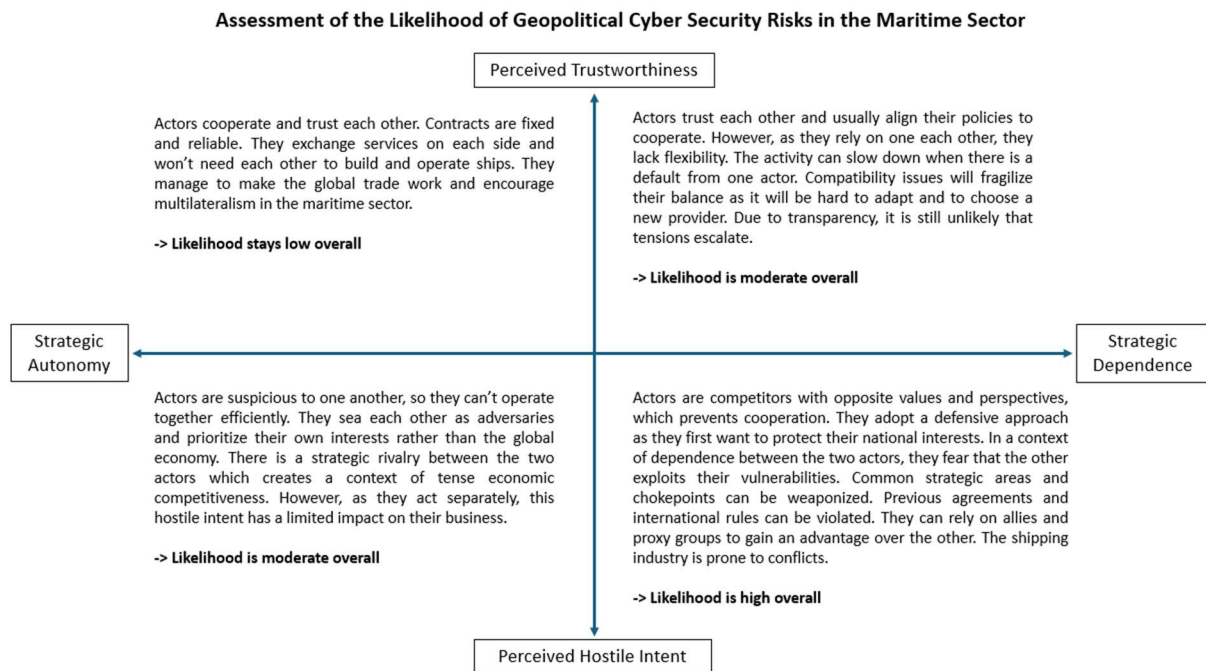 Assessment of the Likelihood of Geopolitical Cyber Security Risks in the Maritime Sector
Perceived Trustworthiness
Actors cooperate and trust each other. Contracts are fixed
and reliable. They exchange services on each side and
won’t need each other to build and operate ships. They
manage to make the global trade work and encourage
multilateralism in the maritime sector.
-> Likelihood stays low overall
Actors trust each other and usually align their policies to
cooperate. However, as they rely on one each other, they
lack flexibility. The activity can slow down when there is a
default from one actor. Compatibility issues will fragilize
their balance as it will be hard to adapt and to choose a
new provider. Due to transparency, it is still unlikely that
tensions escalate.
-> Likelihood is moderate overall
Strategic
Autonomy
Strategic
Dependence
Actors are suspicious to one another, so they can’t operate
together efficiently. They sea each other as adversaries
and prioritize their own interests rather than the global
economy. There is a strategic rivalry between the two
actors which creates a context of tense economic
competitiveness. However, as they act separately, this
hostile intent has a limited impact on their business.
-> Likelihood is moderate overall
Actors are competitors with opposite values and perspectives,
which prevents cooperation. They adopt a defensive approach
as they first want to protect their national interests. In a context
of dependence between the two actors, they fear that the other
exploits their vulnerabilities. Common strategic areas and
chokepoints can be weaponized. Previous agreements and
international rules can be violated. They can rely on allies and
proxy groups to gain an advantage over the other. The shipping
industry is prone to conflicts.
-> Likelihood is high overall
Perceived Hostile Intent